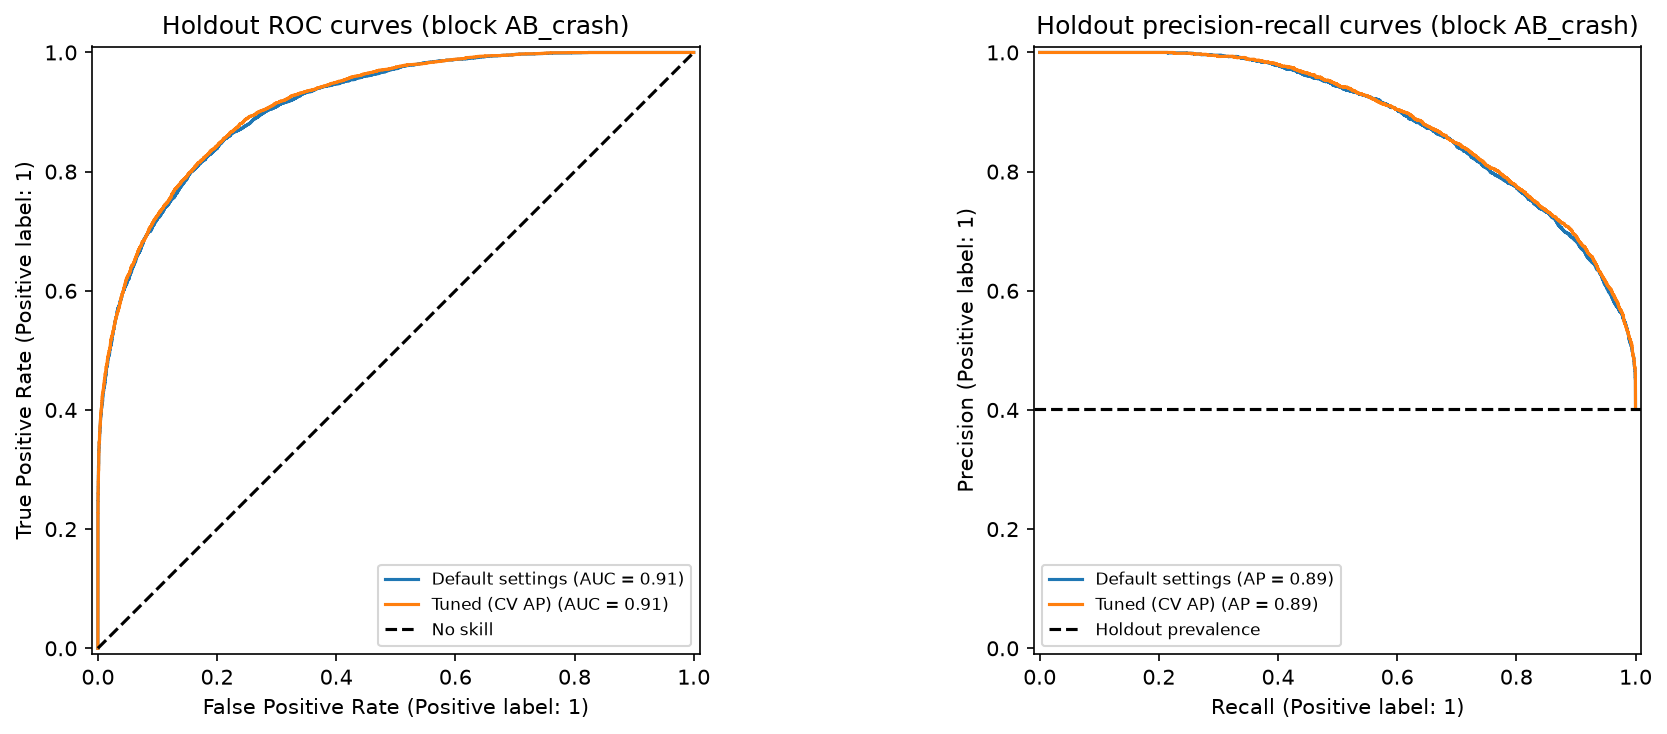 Holdout ROC curves (block AB_crash)
True Positive Rate (Positive label: 1)
1.0
0.8
0.6
0.4
0.2
0.0
Default settings (AUC = 0.91)
Tuned (CV AP) (AUC = 0.91)
No skill
0.0 0.2 0.4 0.6 0.8 1.0
False Positive Rate (Positive label: 1)
Holdout precision-recall curves (block AB_crash)
Precision (Positive label: 1)
1.0
0.8
0.6
0.4
0.2
0.0
Default settings (AP = 0.89)
Tuned (CV AP) (AP = 0.89)
Holdout prevalence
0.0 0.2 0.4 0.6 0.8 1.0
Recall (Positive label: 1)